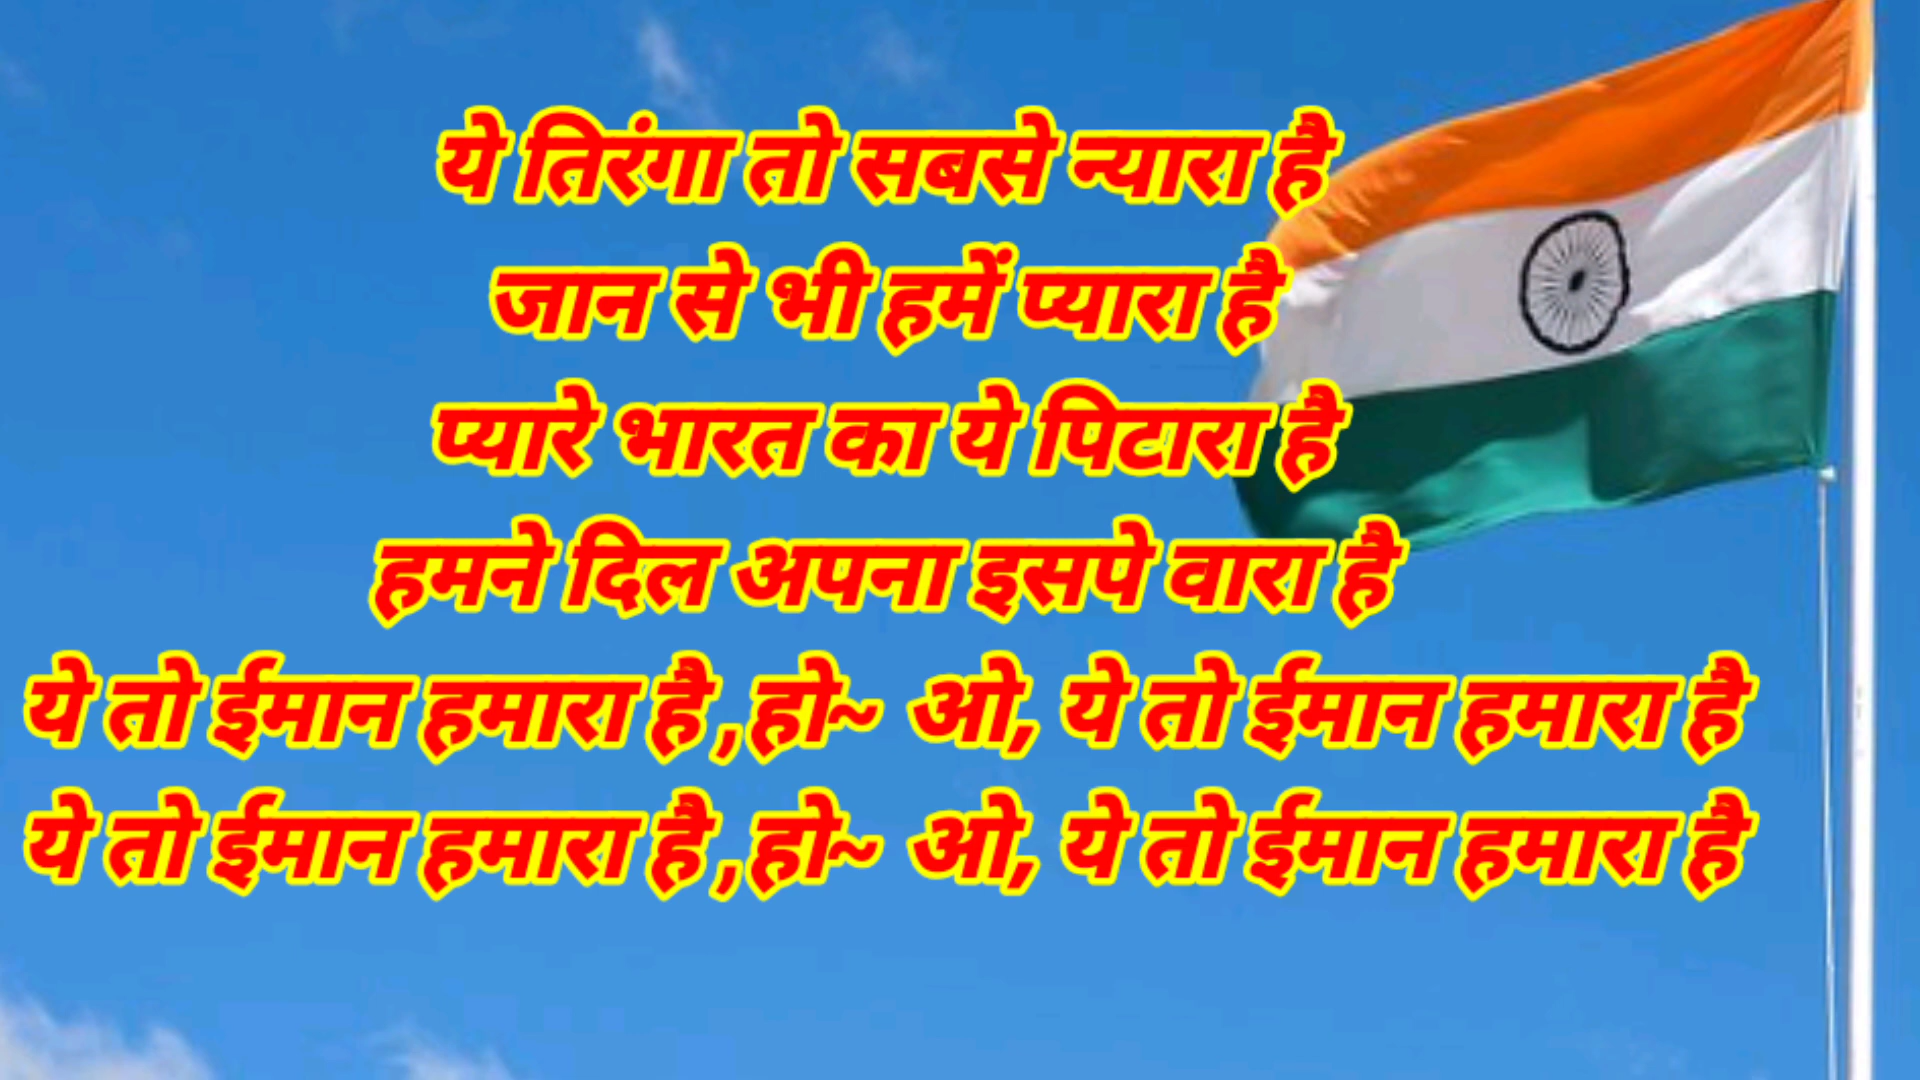 ये तिरंगा तो सबसे न्यारा है
जान से भी हमें प्यारा है
प्यारे भारत का ये पिटारा है
हमने दिल अपना इसपे वारा है
ये तो ईमान हमारा है ,हो~ ओ, ये तो ईमान हमारा है
ये तो ईमान हमारा है ,हो~ ओ, ये तो ईमान हमारा है